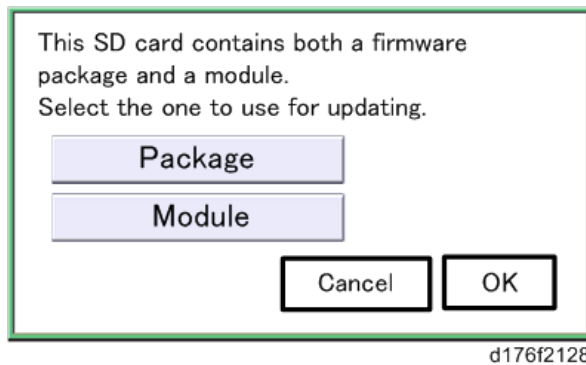 This SD card contains both a firmware
package and a module.
Select the one to use for updating.
Package
Module
Cancel
OK
d176f2128